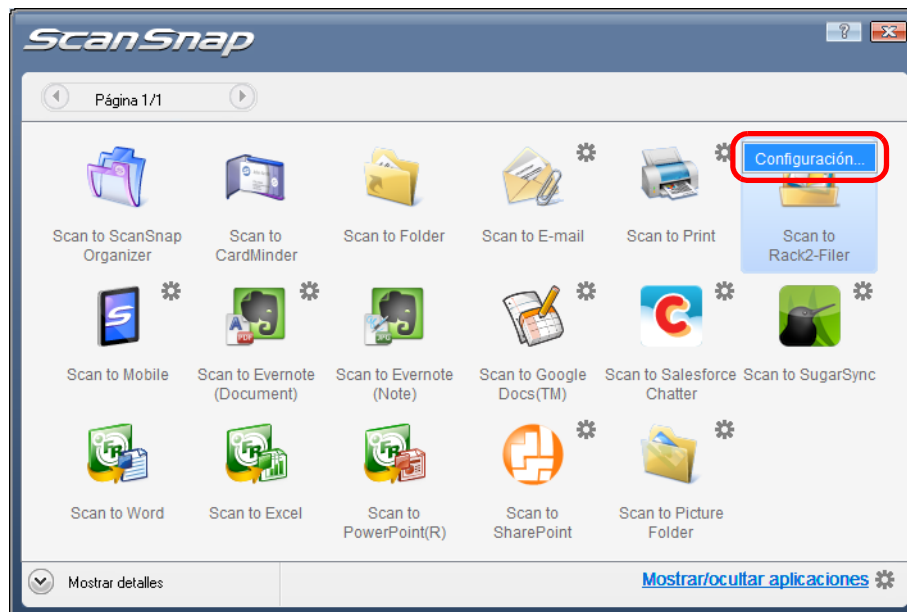 ScanSnap
Página 1/1
Configuración...
Scan to ScanSnap
Organizer
Scan to
CardMinder
Scan to Folder
Scan to E-mail
Scan to Print
Scan to
Rack2-Filer
Scan to Mobile
Scan to Evernote
(Document)
Scan to Evernote
(Note)
Scan to Google
Docs(TM)
Scan to Salesforce
Chatter
Scan to SugarSync
Scan to Word
Scan to Excel
Scan to
PowerPoint(R)
Scan to
SharePoint
Scan to Picture
Folder
Mostrar detalles
Mostrar/ocultar aplicaciones